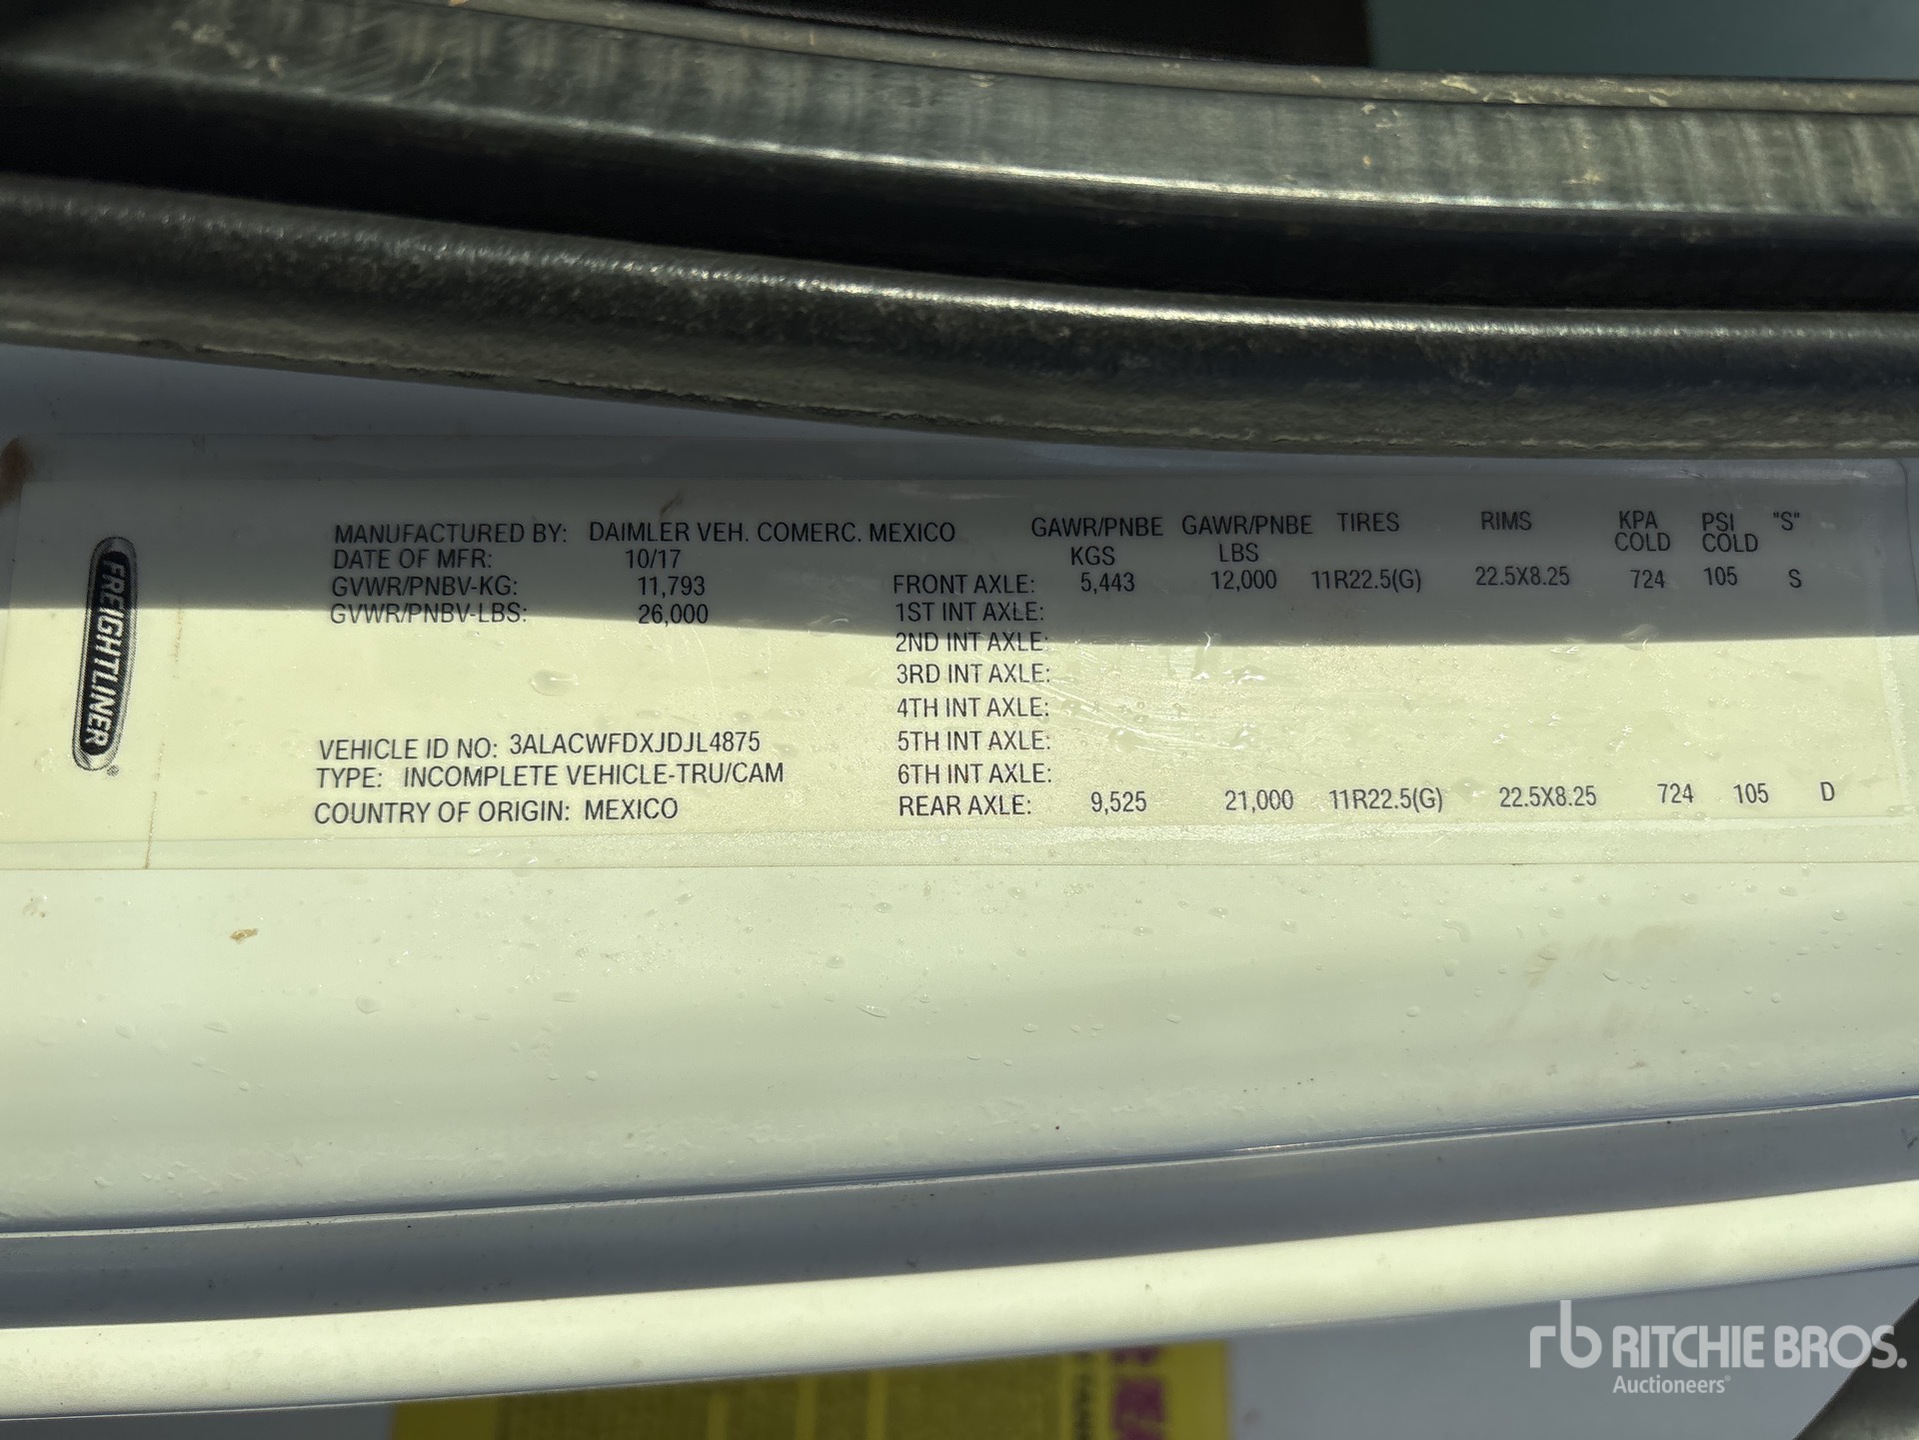 FREIGHTLINER®
MANUFACTURED BY: DAIMLER VEH. COMERC. MEXICO
DATE OF MFR: 10/17
GVWR/PNBV-KG: 11,793
GVWR/PNBV-LBS: 26,000
VEHICLE ID NO: 3ALACWFDXJDJL4875
TYPE: INCOMPLETE VEHICLE-TRU/CAM
COUNTRY OF ORIGIN: MEXICO
GAWR/PNBE GAWR/PNBE TIRES RIMS KPA PSI "S"
KGS LBS COLD COLD
FRONT AXLE: 5,443 12,000 11R22.5(G) 22.5X8.25 724 105 S
1ST INT AXLE:
2ND INT AXLE:
3RD INT AXLE:
4TH INT AXLE:
5TH INT AXLE:
6TH INT AXLE:
REAR AXLE: 9,525 21,000 11R22.5(G) 22.5X8.25 724 105 D
rb RITCHIE BROS.
Auctioneers®